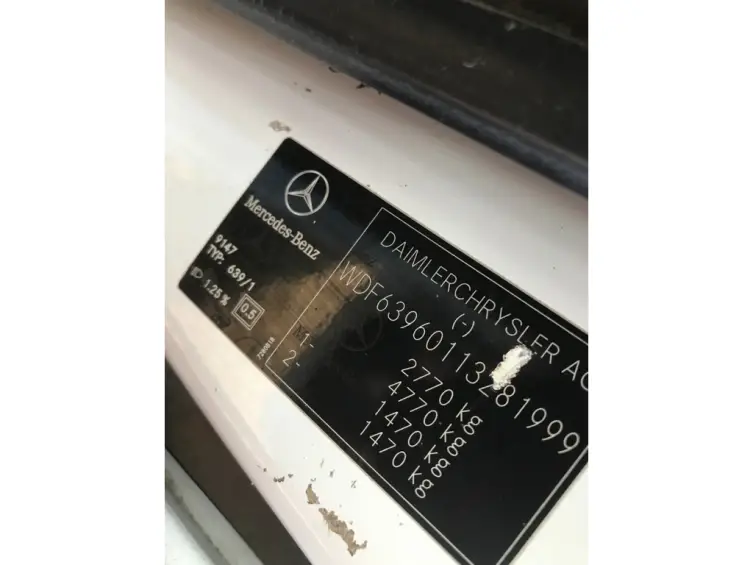 Mercedes-Benz
9147
TYP: 639/1
1.25 %
0.5
DAIMLERCHRYSLER AG
(-)
WDF63960113281999
2770 kg
4770 kg
1- 1470 kg
2- 1470 kg